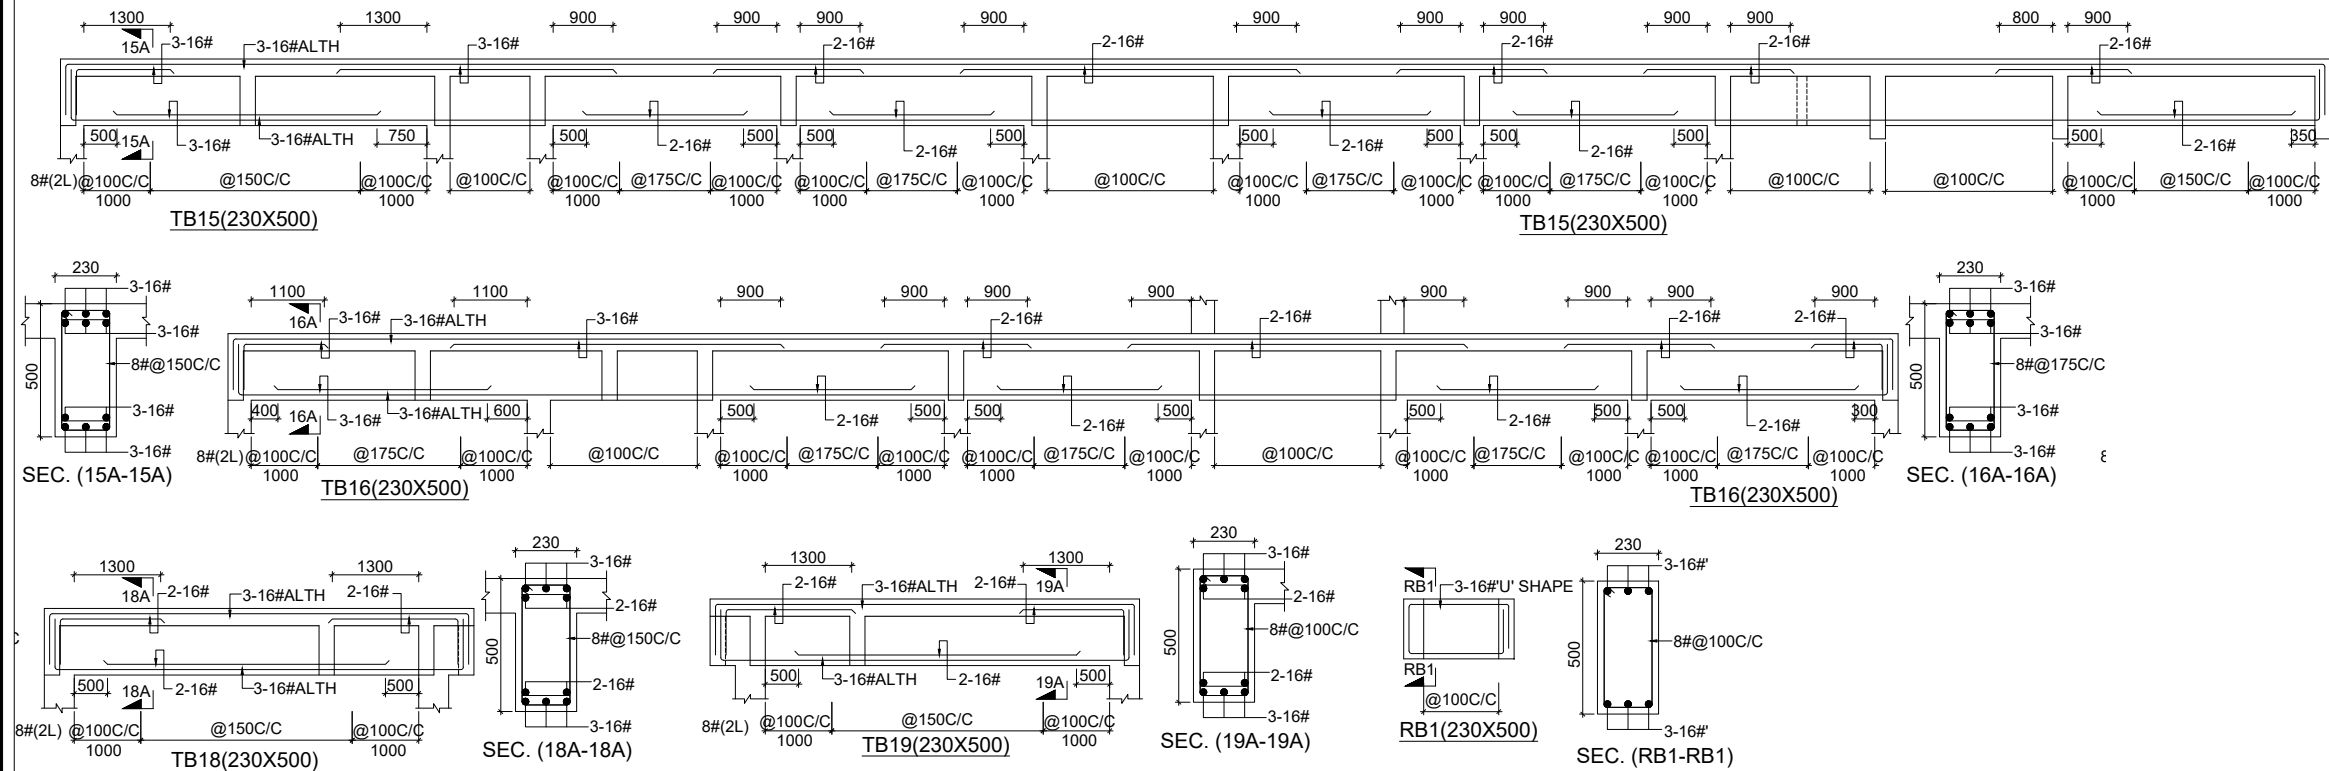 1300 1300 900 900 900 900 900 900 900 900 900 800 900
15A 3-16# 3-16#ALTH 3-16# 2-16# 2-16# 2-16# 2-16# 2-16#
500 15A 3-16# 3-16#ALTH 750 500 2-16# 500 500 2-16# 500 500 2-16# 500 500 2-16# 500 500 2-16# 350
8#(2L) @100C/C @150C/C @100C/C @100C/C @100C/C @175C/C @100C/C @100C/C @175C/C @100C/C @100C/C @100C/C @175C/C @100C/C @100C/C @175C/C @100C/C @100C/C @100C/C @100C/C @150C/C @100C/C
1000 1000 1000 1000 1000 1000 1000 1000 1000 1000 1000 1000
TB15(230X500) TB15(230X500)
230
3-16#
3-16#
8#@150C/C
500
3-16#
3-16#
SEC. (15A-15A)
1100 1100 900 900 900 900 900 900 900 900
16A 3-16# 3-16#ALTH 3-16# 2-16# 2-16# 2-16# 2-16#
400 16A 3-16# 3-16#ALTH 600 500 2-16# 500 500 2-16# 500 500 2-16# 500 500 2-16# 300
8#(2L) @100C/C @175C/C @100C/C @100C/C @100C/C @175C/C @100C/C @100C/C @175C/C @100C/C @100C/C @100C/C @175C/C @100C/C @100C/C @175C/C @100C/C
1000 1000 1000 1000 1000 1000 1000 1000 1000 1000
TB16(230X500) TB16(230X500)
230
3-16#
3-16#
8#@175C/C
500
3-16#
3-16#
SEC. (16A-16A)
1300 1300
18A 2-16# 3-16#ALTH 2-16#
500 18A 2-16# 3-16#ALTH 500
8#(2L) @100C/C @150C/C @100C/C
1000 1000
TB18(230X500)
230
3-16#
2-16#
8#@150C/C
500
2-16#
3-16#
SEC. (18A-18A)
1300 1300
2-16# 3-16#ALTH 2-16# 19A
500 3-16#ALTH 2-16# 19A 500
8#(2L) @100C/C @150C/C @100C/C
1000 1000
TB19(230X500)
230
3-16#
2-16#
8#@100C/C
500
2-16#
3-16#
SEC. (19A-19A)
RB1 3-16#'U' SHAPE
RB1
@100C/C
RB1(230X500)
230
3-16#'
8#@100C/C
500
3-16#'
SEC. (RB1-RB1)